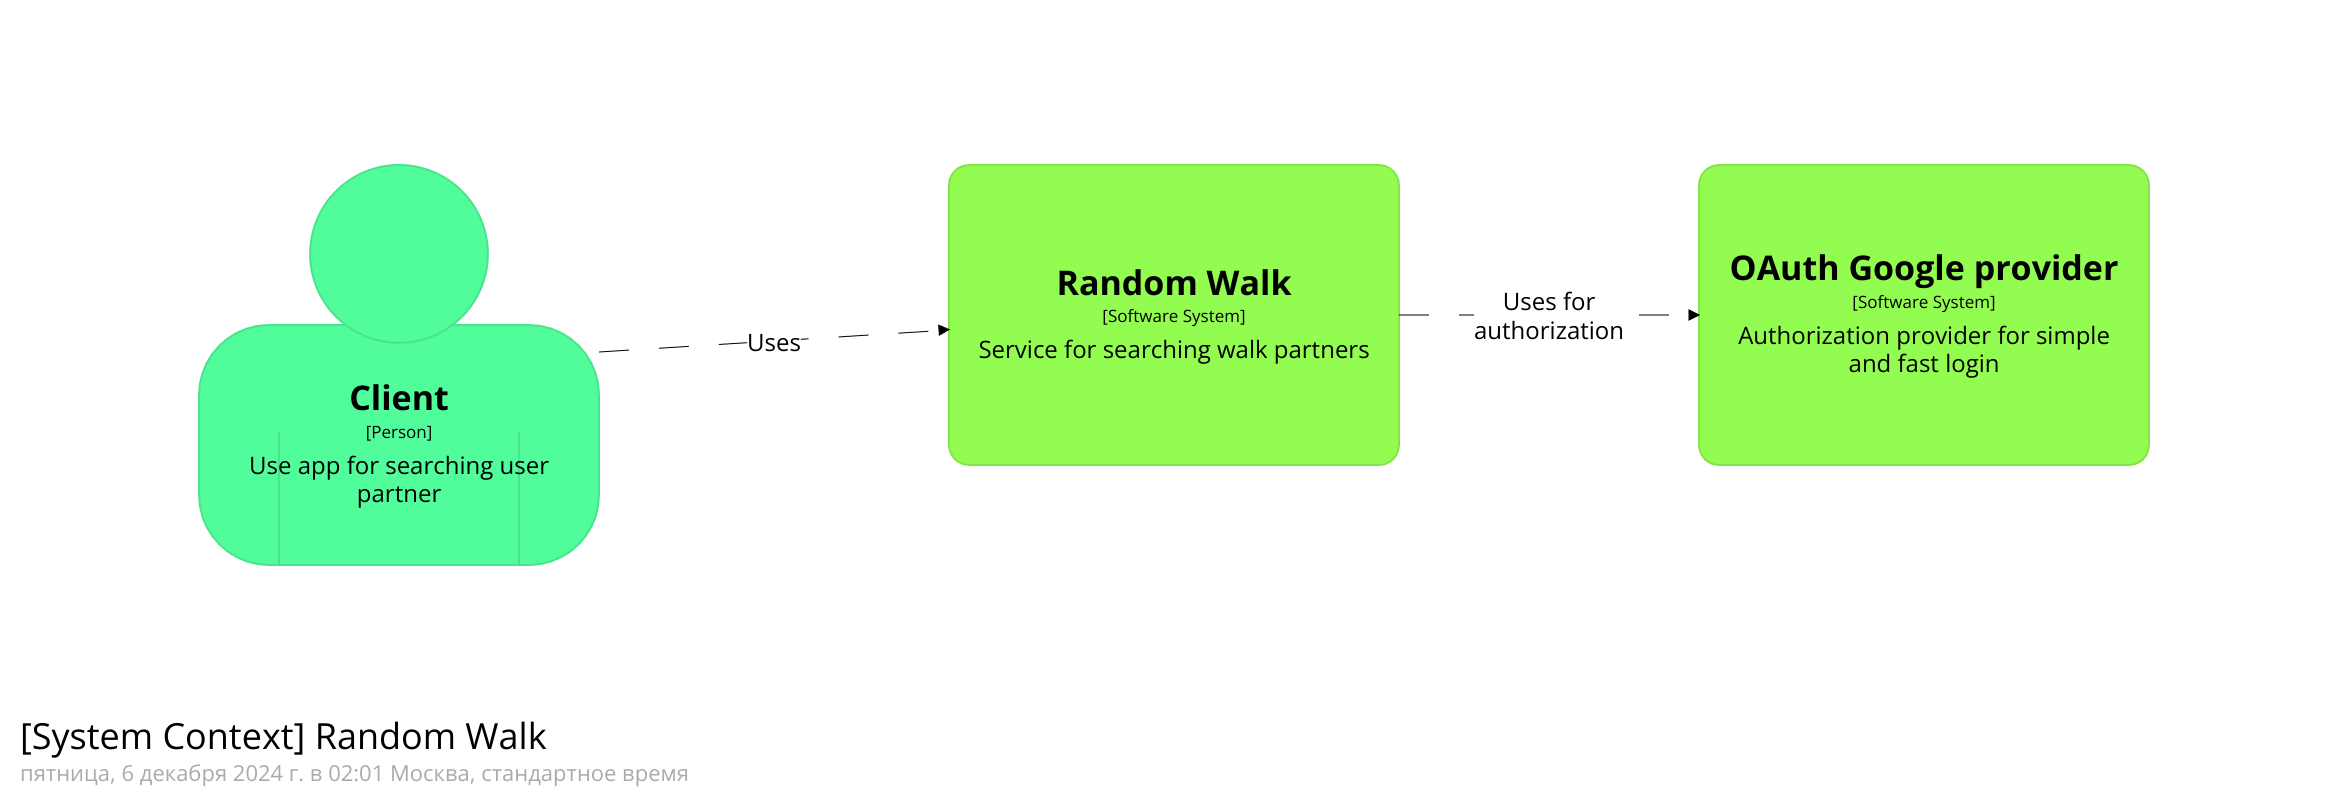 Client
[Person]
Use app for searching user
partner
Uses
Random Walk
[Software System]
Service for searching walk partners
Uses for
authorization
OAuth Google provider
[Software System]
Authorization provider for simple
and fast login
[System Context] Random Walk
пятница, 6 декабря 2024 г. в 02:01 Москва, стандартное время